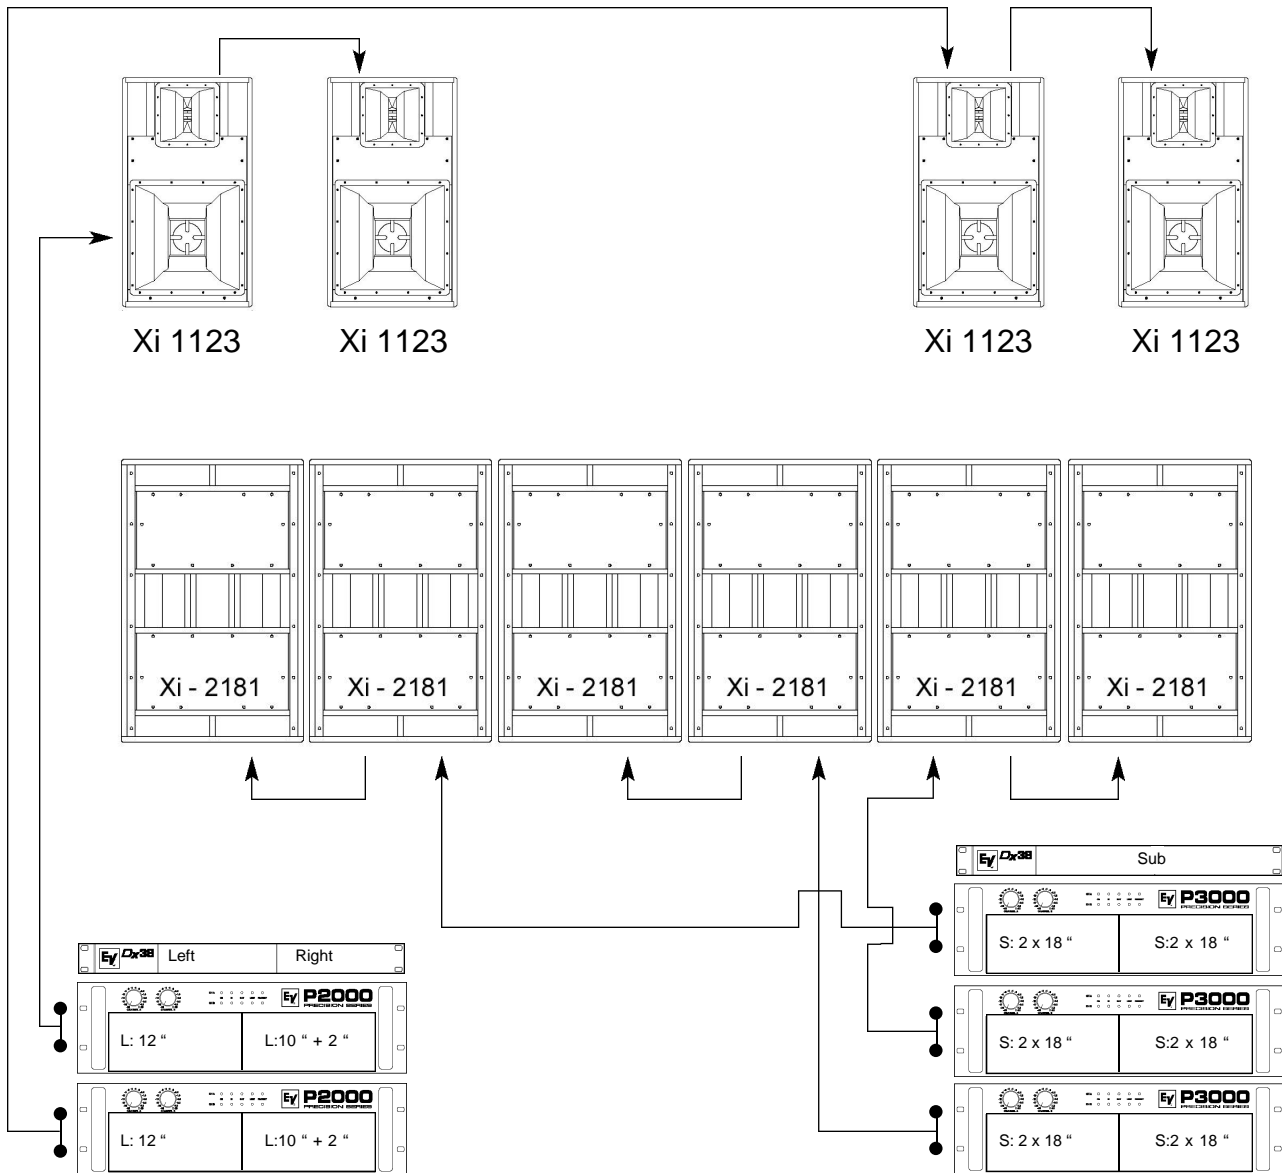 Xi 1123
Xi 1123
Xi 1123
Xi 1123
Xi - 2181
Xi - 2181
Xi - 2181
Xi - 2181
Xi - 2181
Xi - 2181
EV Dx38 Sub
EV P3000
PRECISION SERIES
S: 2 x 18 “ S:2 x 18 “
EV Dx38 Left Right
EV P2000
PRECISION SERIES
L: 12 “ L:10 “ + 2 “
EV P3000
PRECISION SERIES
S: 2 x 18 “ S:2 x 18 “
EV P2000
PRECISION SERIES
L: 12 “ L:10 “ + 2 “
EV P3000
PRECISION SERIES
S: 2 x 18 “ S:2 x 18 “